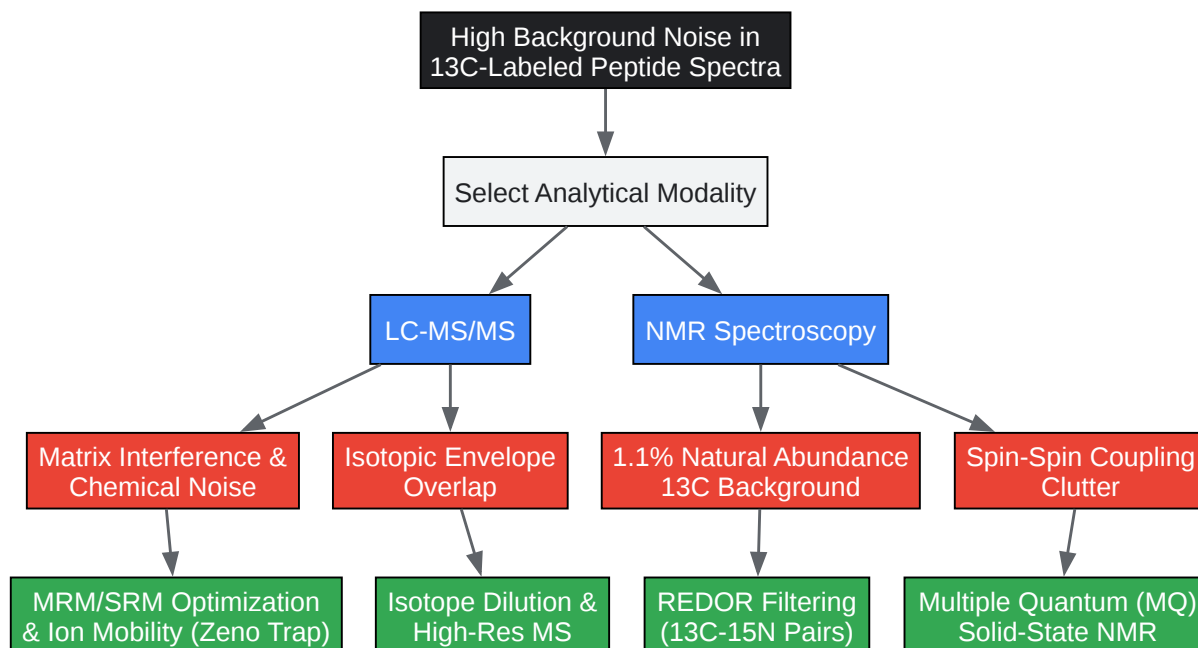 High Background Noise in
13C-Labeled Peptide Spectra
Select Analytical Modality
LC-MS/MS
NMR Spectroscopy
Matrix Interference &
Chemical Noise
Isotopic Envelope
Overlap
1.1% Natural Abundance
13C Background
Spin-Spin Coupling
Clutter
MRM/SRM Optimization
& Ion Mobility (Zeno Trap)
Isotope Dilution &
High-Res MS
REDOR Filtering
(13C-15N Pairs)
Multiple Quantum (MQ)
Solid-State NMR